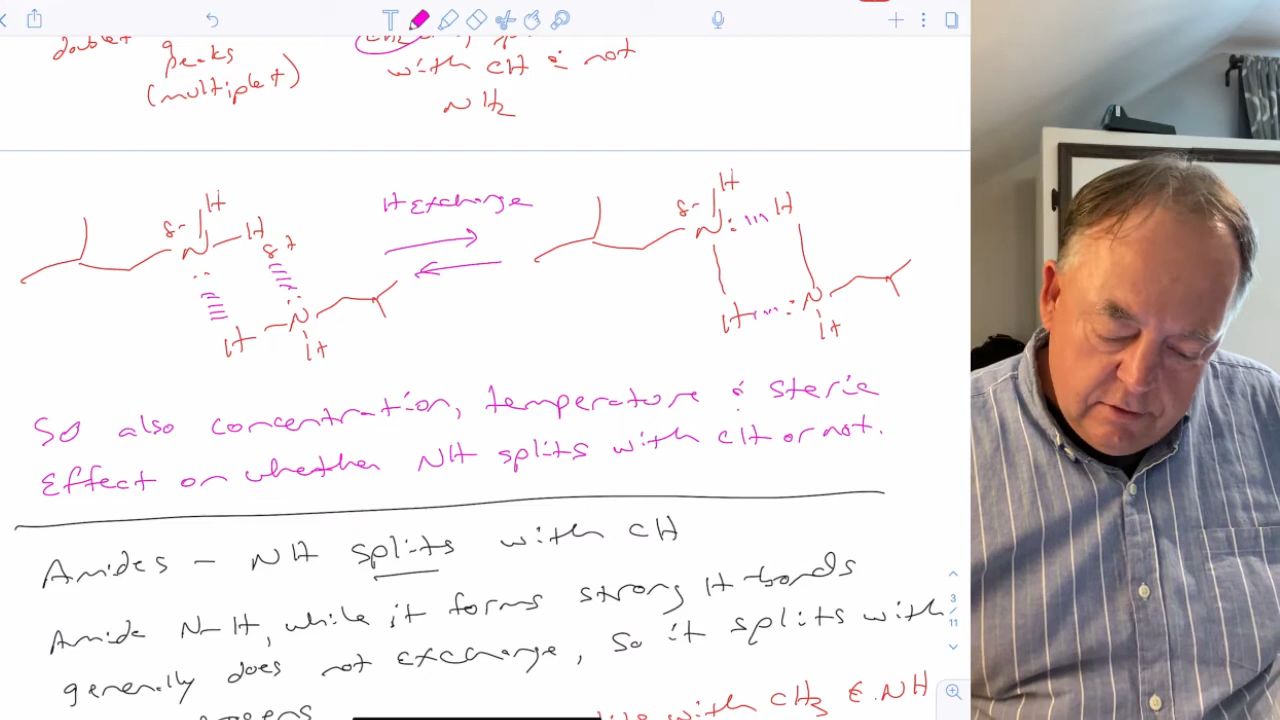 doublet peaks
(multiplet)
with CH & not
NH2
H Exchange
δ- H
N H
δ+
H N
H
δ- H
N: H
H : N
H
So also concentration, temperature & steric
Effect on whether NH splits with CH or not.
Amides - NH splits with CH
Amide N-H, while it forms strong H-bonds
generally does not exchange, so it splits with
with CH3 & NH
3
/
11